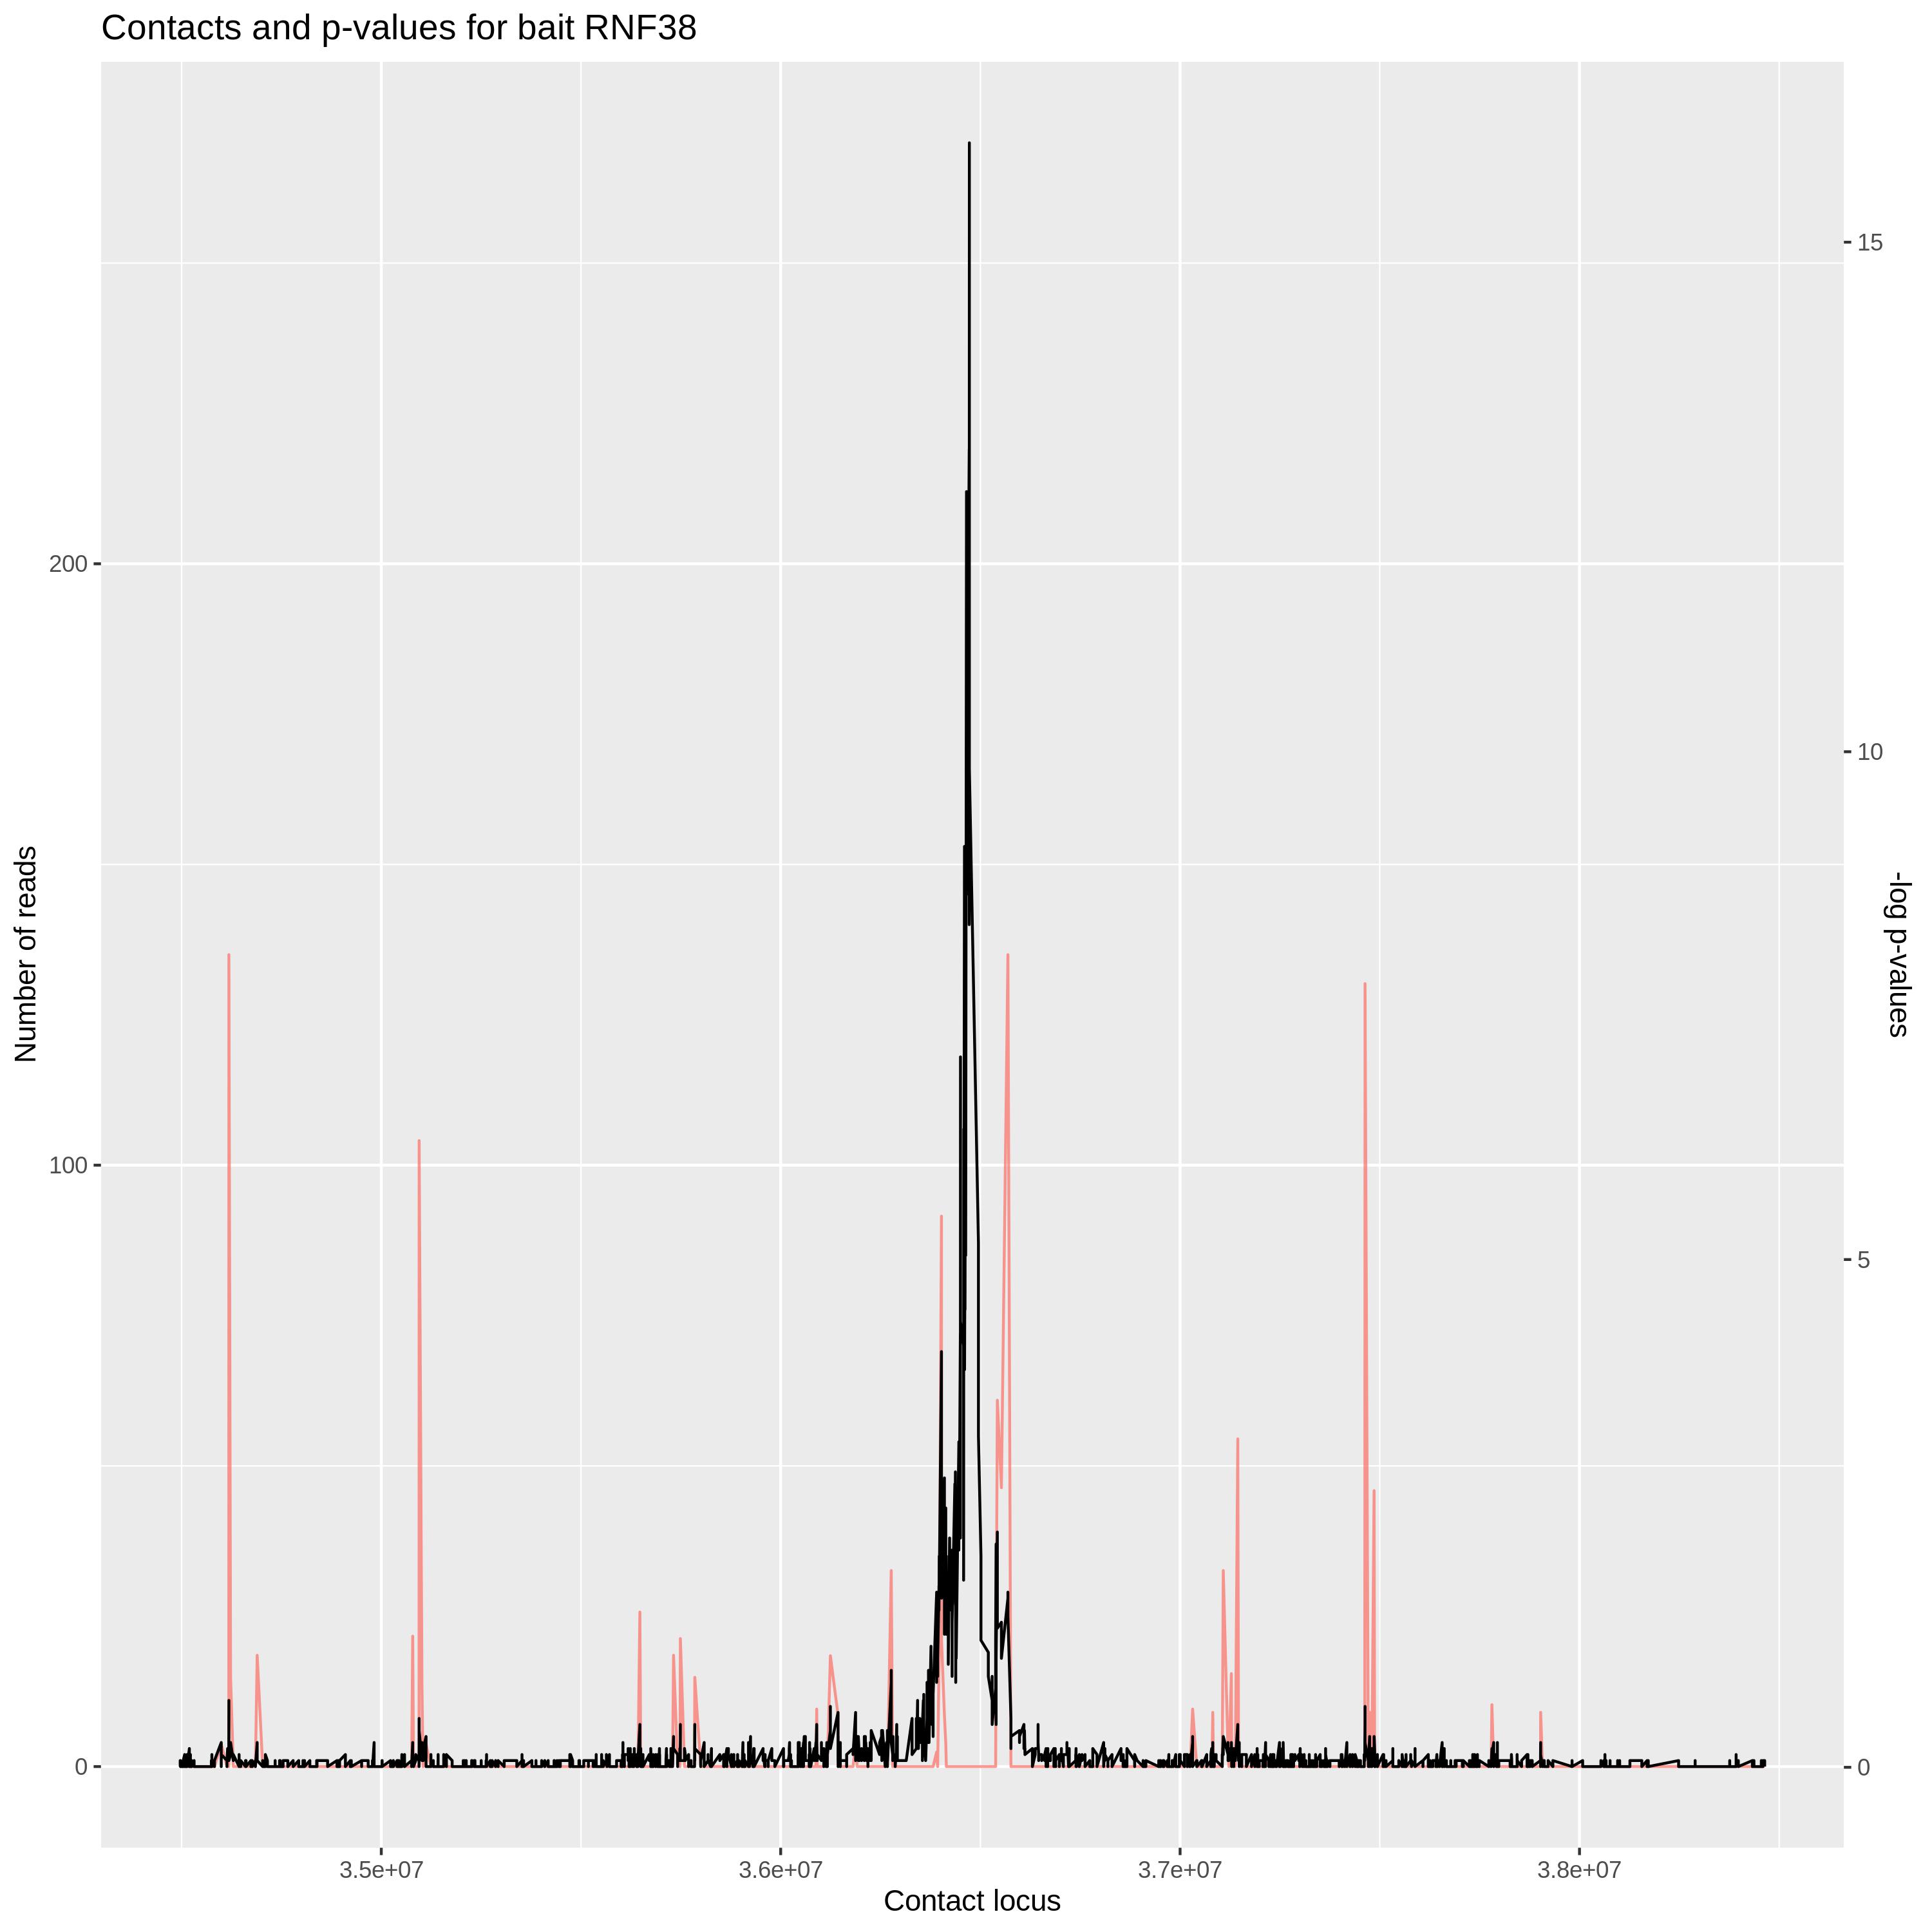 Contacts and p-values for bait RNF38
Number of reads
200
100
0
15
10
5
0
-log p-values
3.5e+07
3.6e+07
3.7e+07
3.8e+07
Contact locus